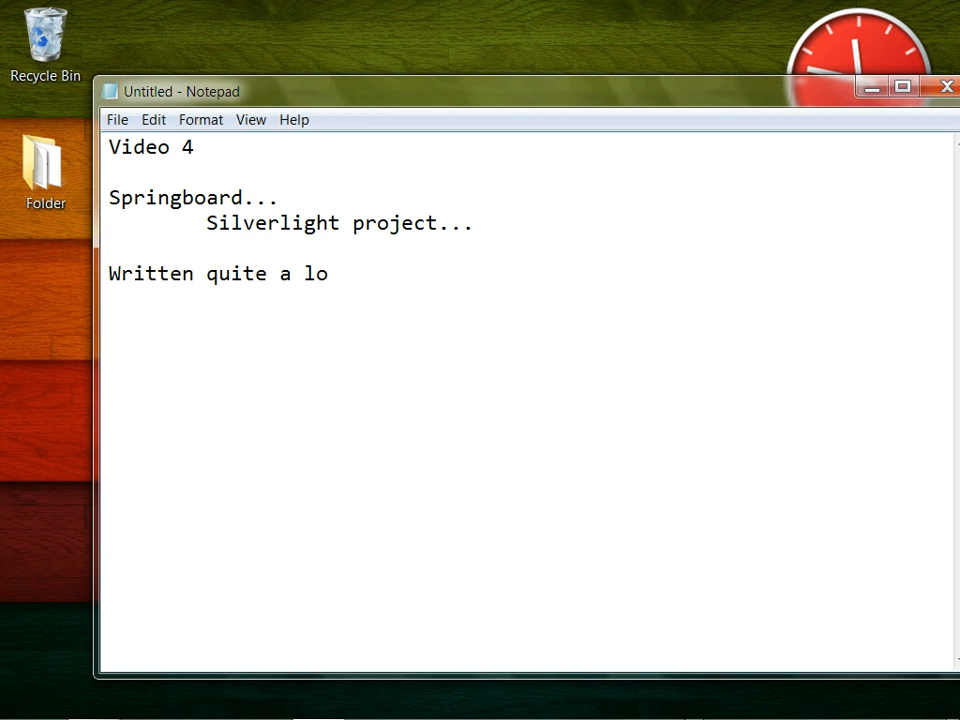 Recycle Bin
Folder
Untitled - Notepad
File Edit Format View Help
Video 4
Springboard...
Silverlight project...
Written quite a lo